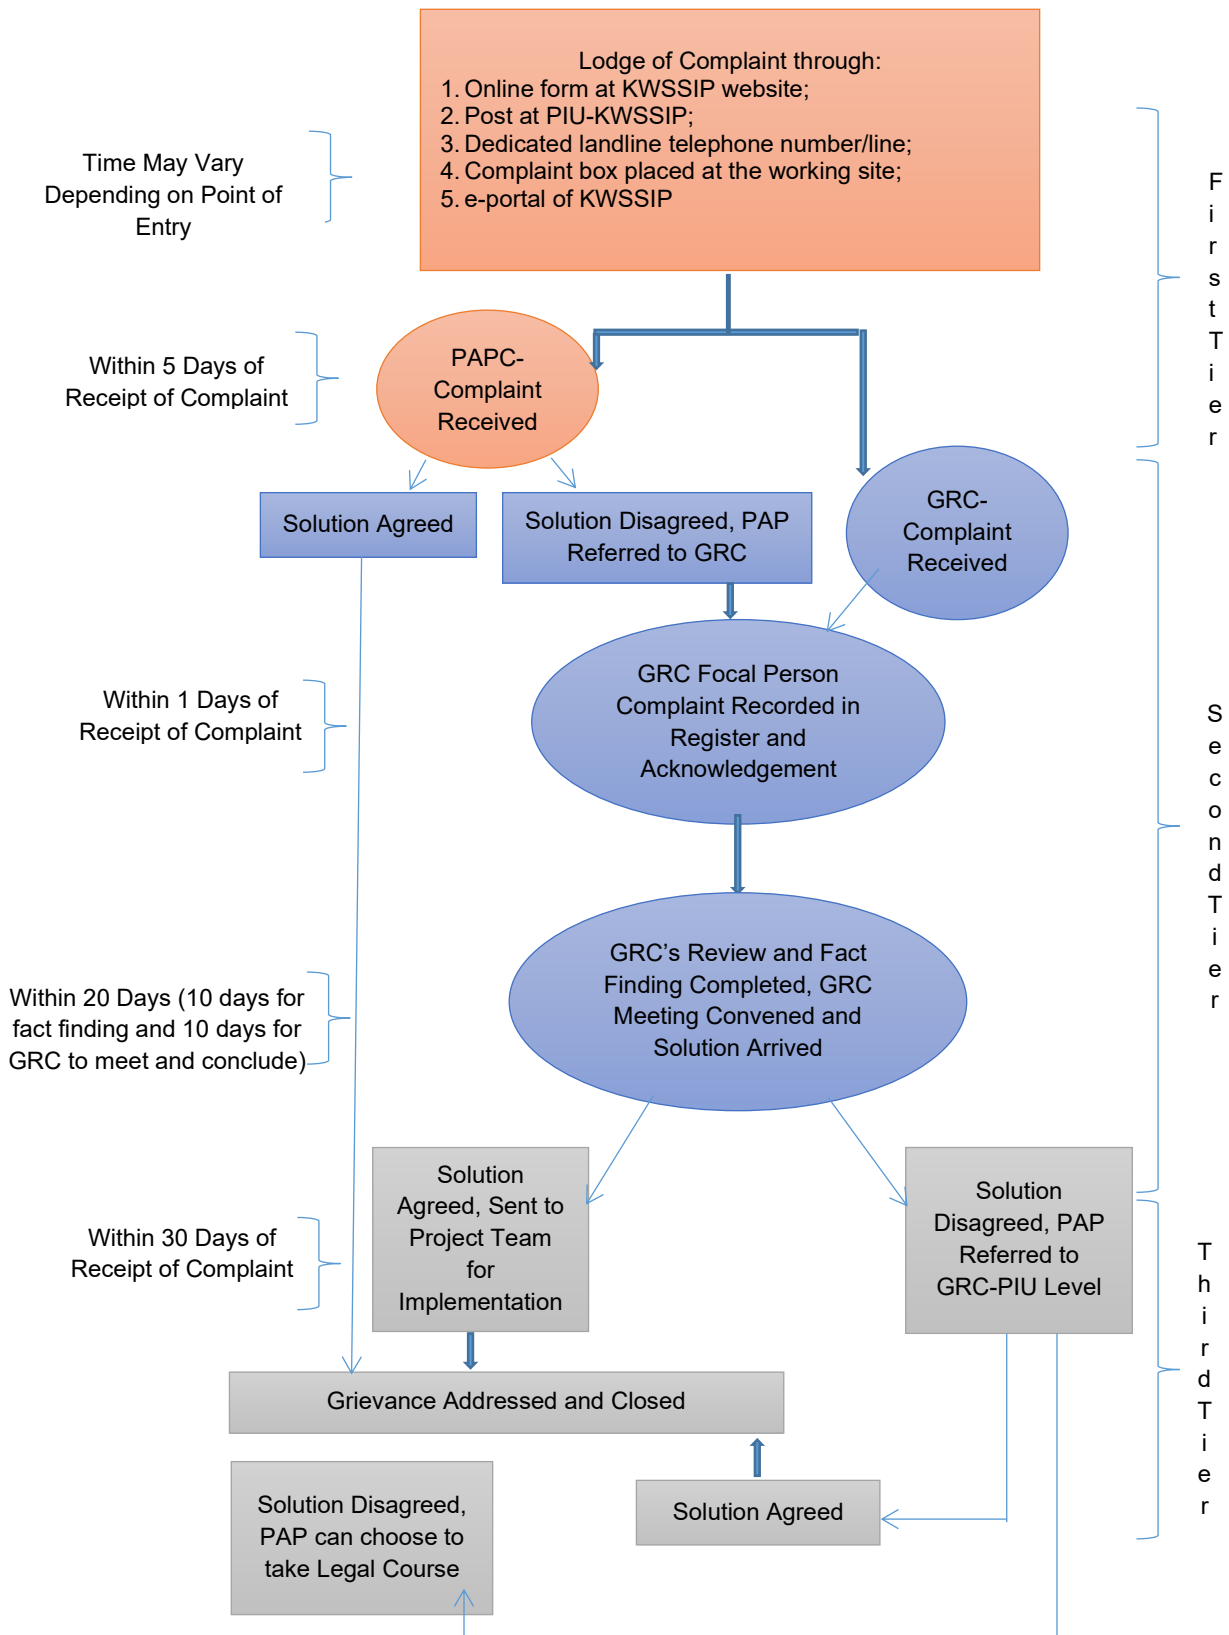 Lodge of Complaint through:
1. Online form at KWSSIP website;
2. Post at PIU-KWSSIP;
3. Dedicated landline telephone number/line;
4. Complaint box placed at the working site;
5. e-portal of KWSSIP
Time May Vary
Depending on Point of
Entry
First Tier
Within 5 Days of
Receipt of Complaint
PAPC-
Complaint
Received
Solution Agreed
Solution Disagreed, PAP
Referred to GRC
GRC-
Complaint
Received
Within 1 Days of
Receipt of Complaint
GRC Focal Person
Complaint Recorded in
Register and
Acknowledgement
Second Tier
Within 20 Days (10 days for
fact finding and 10 days for
GRC to meet and conclude)
GRC’s Review and Fact
Finding Completed, GRC
Meeting Convened and
Solution Arrived
Within 30 Days of
Receipt of Complaint
Solution
Agreed, Sent to
Project Team
for
Implementation
Solution
Disagreed, PAP
Referred to
GRC-PIU Level
Third Tier
Grievance Addressed and Closed
Solution Disagreed,
PAP can choose to
take Legal Course
Solution Agreed